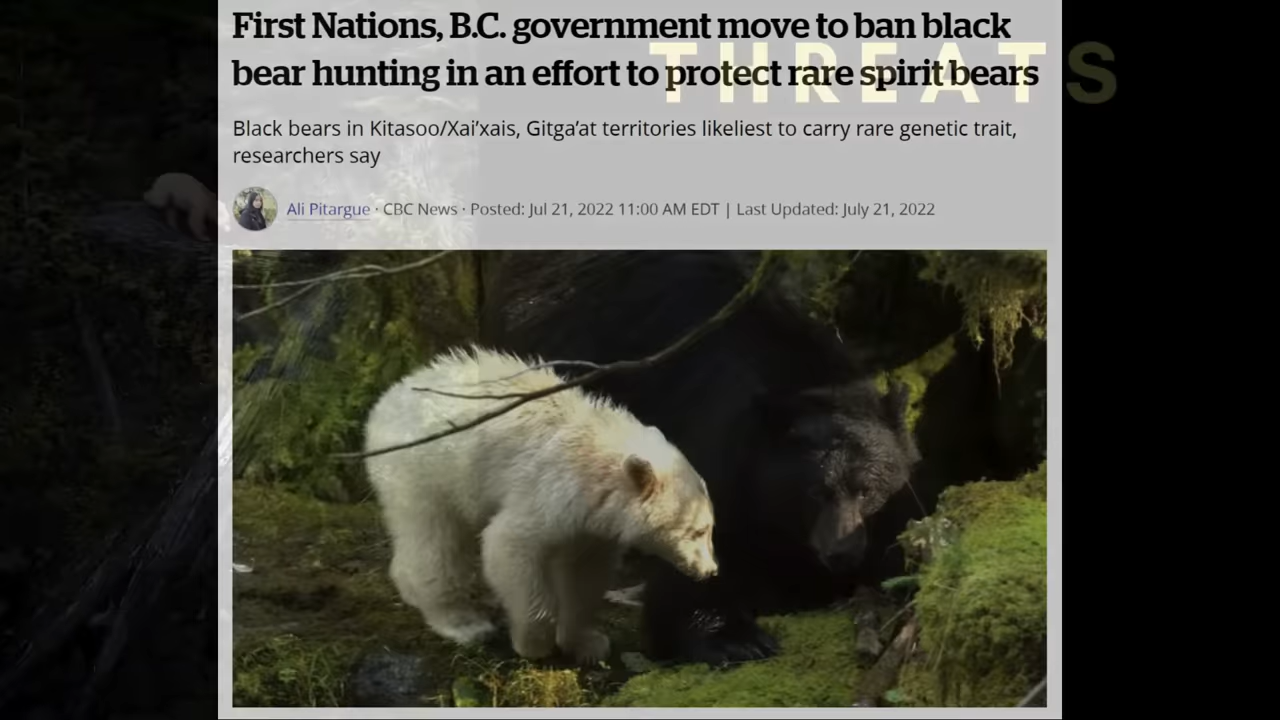 First Nations, B.C. government move to ban black
THREATS
bear hunting in an effort to protect rare spirit bears
Black bears in Kitasoo/Xai'xais, Gitga'at territories likeliest to carry rare genetic trait,
researchers say
Ali Pitargue · CBC News · Posted: Jul 21, 2022 11:00 AM EDT | Last Updated: July 21, 2022